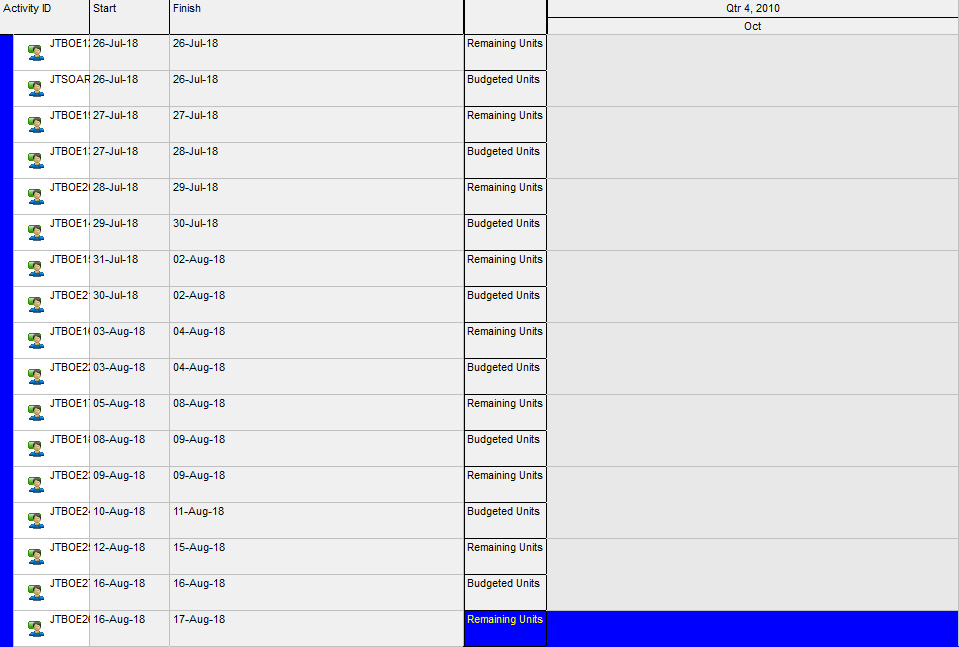 Activity ID Start Finish Qtr 4, 2010
Oct
JTBOE1 26-Jul-18 26-Jul-18 Remaining Units
JTSOAR 26-Jul-18 26-Jul-18 Budgeted Units
JTBOE1 27-Jul-18 27-Jul-18 Remaining Units
JTBOE1 27-Jul-18 28-Jul-18 Budgeted Units
JTBOE2 28-Jul-18 29-Jul-18 Remaining Units
JTBOE1 29-Jul-18 30-Jul-18 Budgeted Units
JTBOE1 31-Jul-18 02-Aug-18 Remaining Units
JTBOE2 30-Jul-18 02-Aug-18 Budgeted Units
JTBOE1 03-Aug-18 04-Aug-18 Remaining Units
JTBOE2 03-Aug-18 04-Aug-18 Budgeted Units
JTBOE1 05-Aug-18 08-Aug-18 Remaining Units
JTBOE1 08-Aug-18 09-Aug-18 Budgeted Units
JTBOE2 09-Aug-18 09-Aug-18 Remaining Units
JTBOE2 10-Aug-18 11-Aug-18 Budgeted Units
JTBOE2 12-Aug-18 15-Aug-18 Remaining Units
JTBOE2 16-Aug-18 16-Aug-18 Budgeted Units
JTBOE2 16-Aug-18 17-Aug-18 Remaining Units